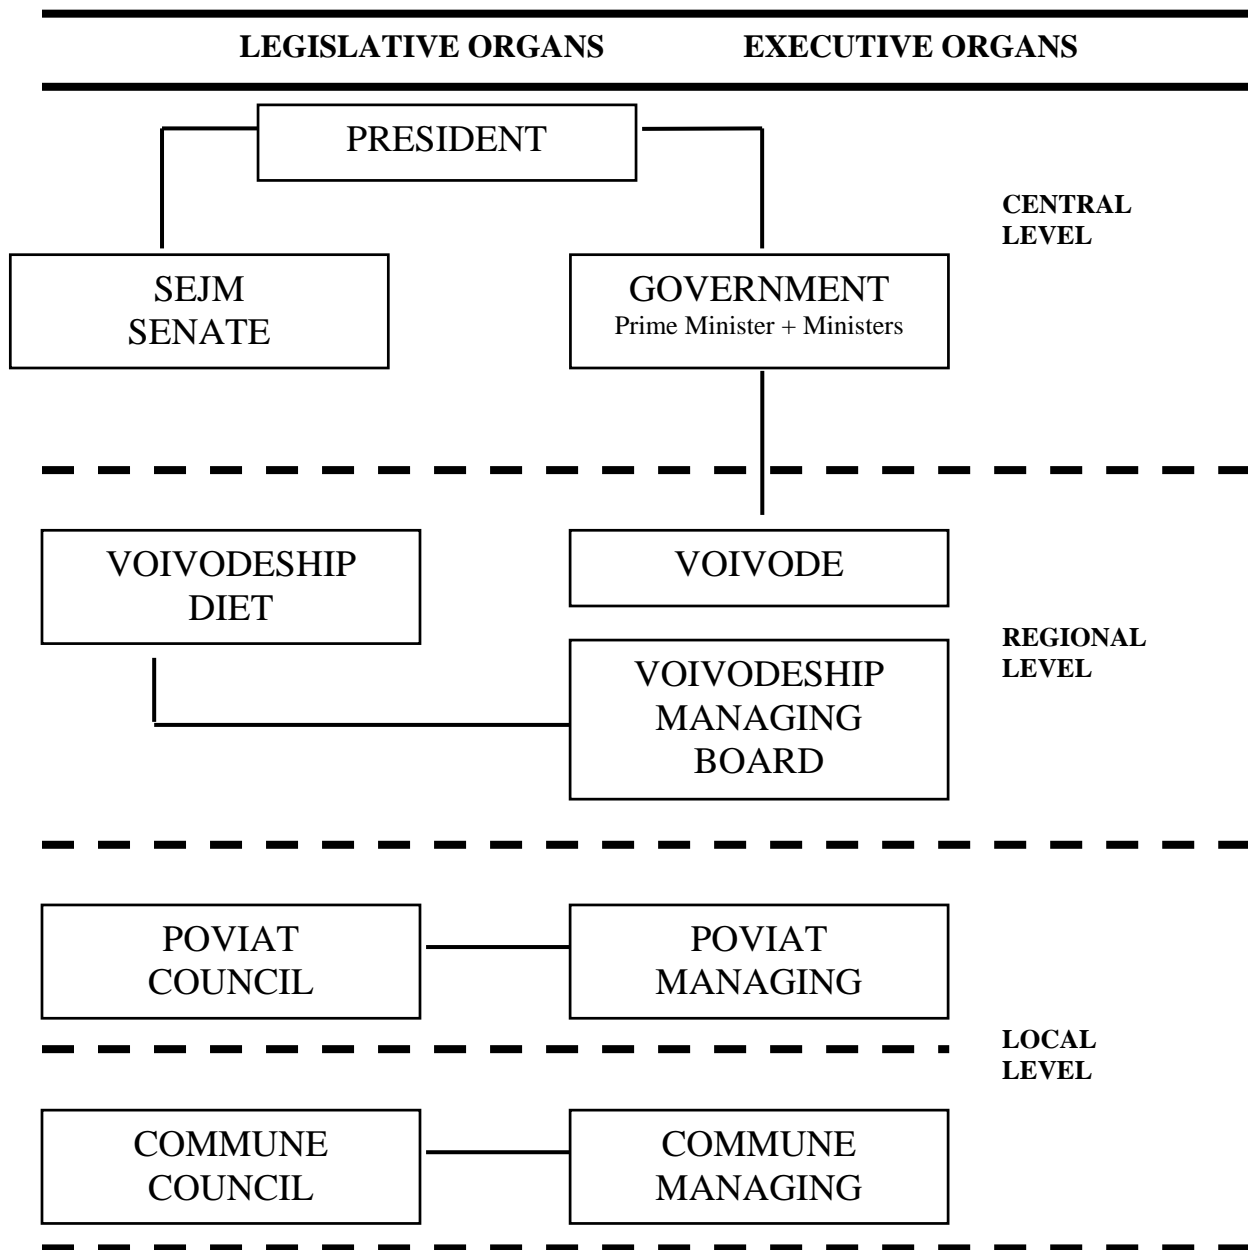 LEGISLATIVE ORGANS EXECUTIVE ORGANS
PRESIDENT
CENTRAL
LEVEL
SEJM
SENATE
GOVERNMENT
Prime Minister + Ministers
VOIVODESHIP
DIET
VOIVODE
REGIONAL
LEVEL
VOIVODESHIP
MANAGING
BOARD
POVIAT
COUNCIL
POVIAT
MANAGING
LOCAL
LEVEL
COMMUNE
COUNCIL
COMMUNE
MANAGING